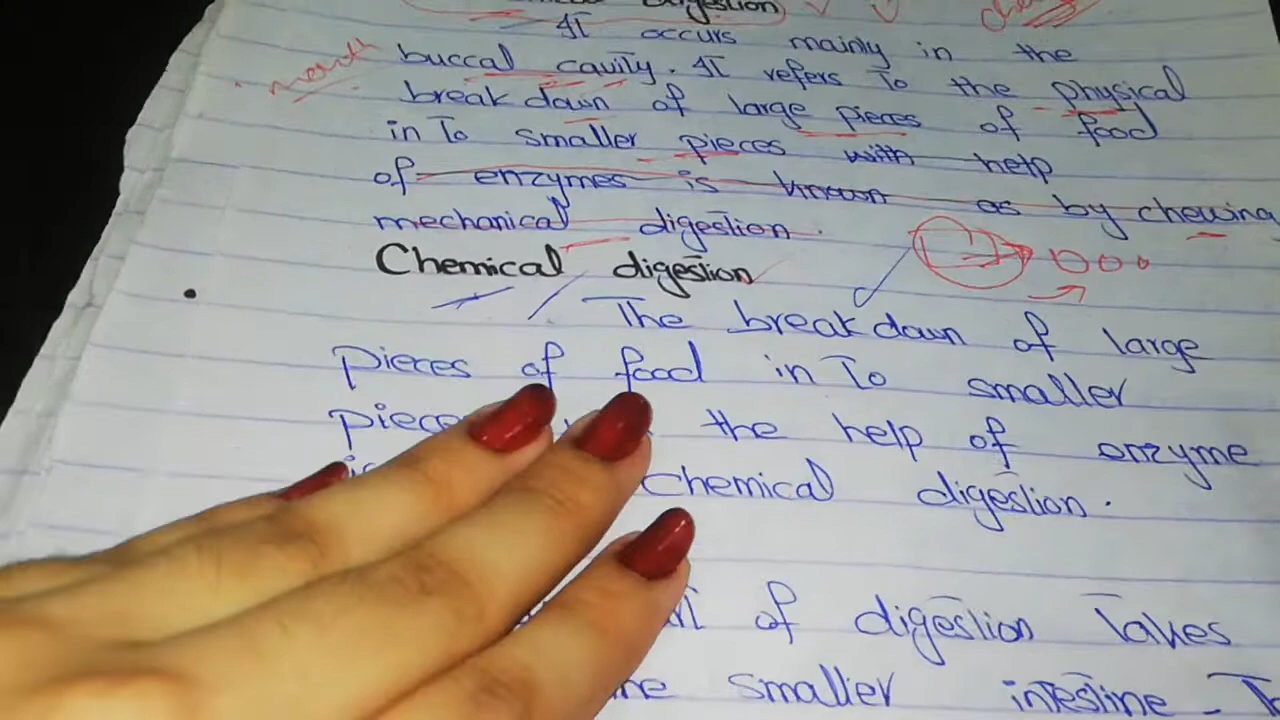 digestion
It occurs mainly in the
buccal cavity. It refers to the physical
break down of large pieces of food
in to smaller pieces with help
of enzymes is known as by chewing
mechanical digestion.
Chemical digestion
The break down of large
pieces of food in to smaller
piece the help of enzyme
is chemical digestion.
of digestion takes
smaller intestine -